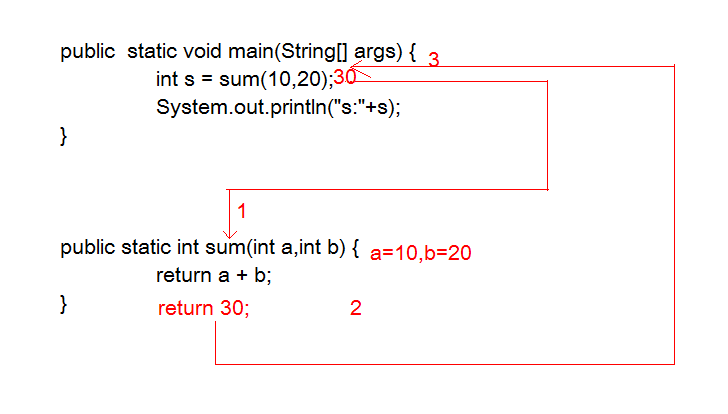 public static void main(String[] args) { 3
int s = sum(10,20);30
System.out.println("s:"+s);
}
1
public static int sum(int a,int b) { a=10,b=20
return a + b;
} return 30; 2